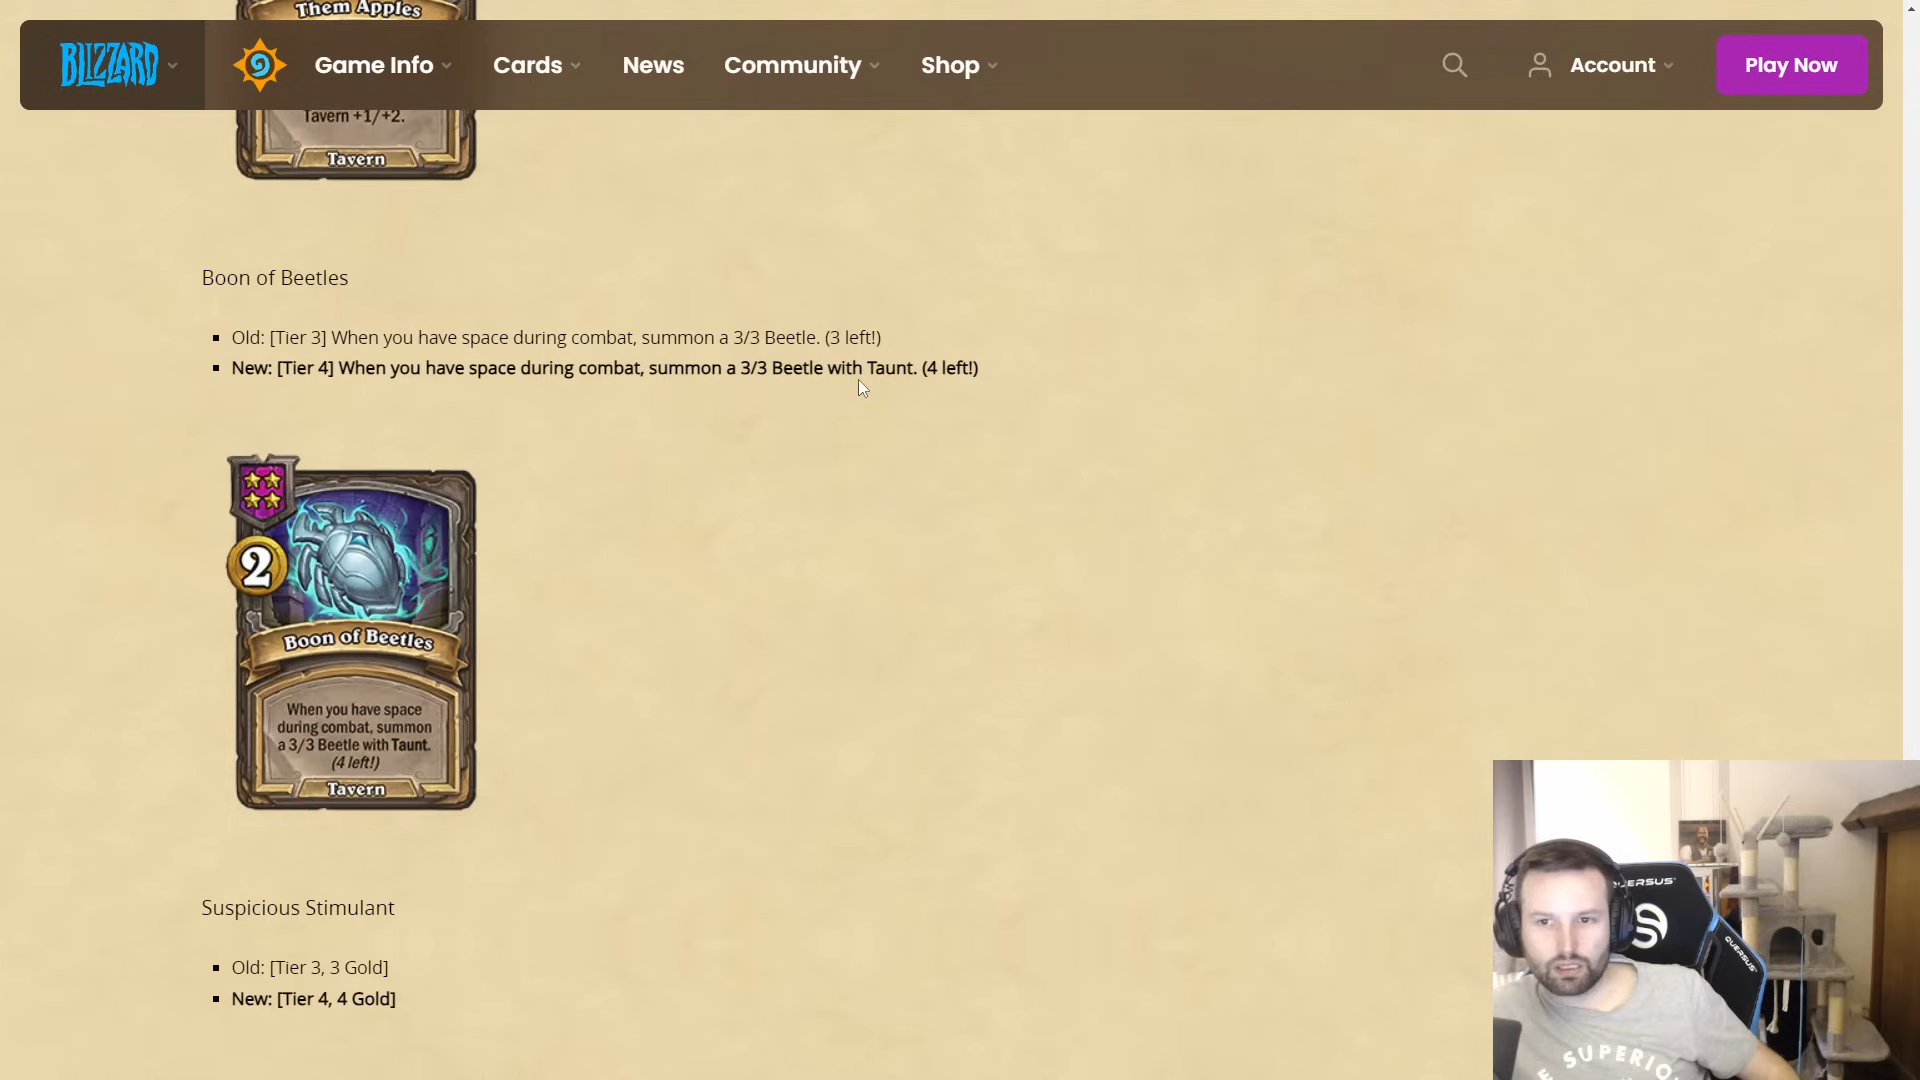 Them Apples
BLIZZARD
Game Info
Cards
News
Community
Shop
Account
Play Now
Tavern +1/+2.
Tavern
Boon of Beetles
Old: [Tier 3] When you have space during combat, summon a 3/3 Beetle. (3 left!)
New: [Tier 4] When you have space during combat, summon a 3/3 Beetle with Taunt. (4 left!)
2
Boon of Beetles
When you have space
during combat, summon
a 3/3 Beetle with Taunt.
(4 left!)
Tavern
Suspicious Stimulant
Old: [Tier 3, 3 Gold]
New: [Tier 4, 4 Gold]
QUERSUS
SUPERIO